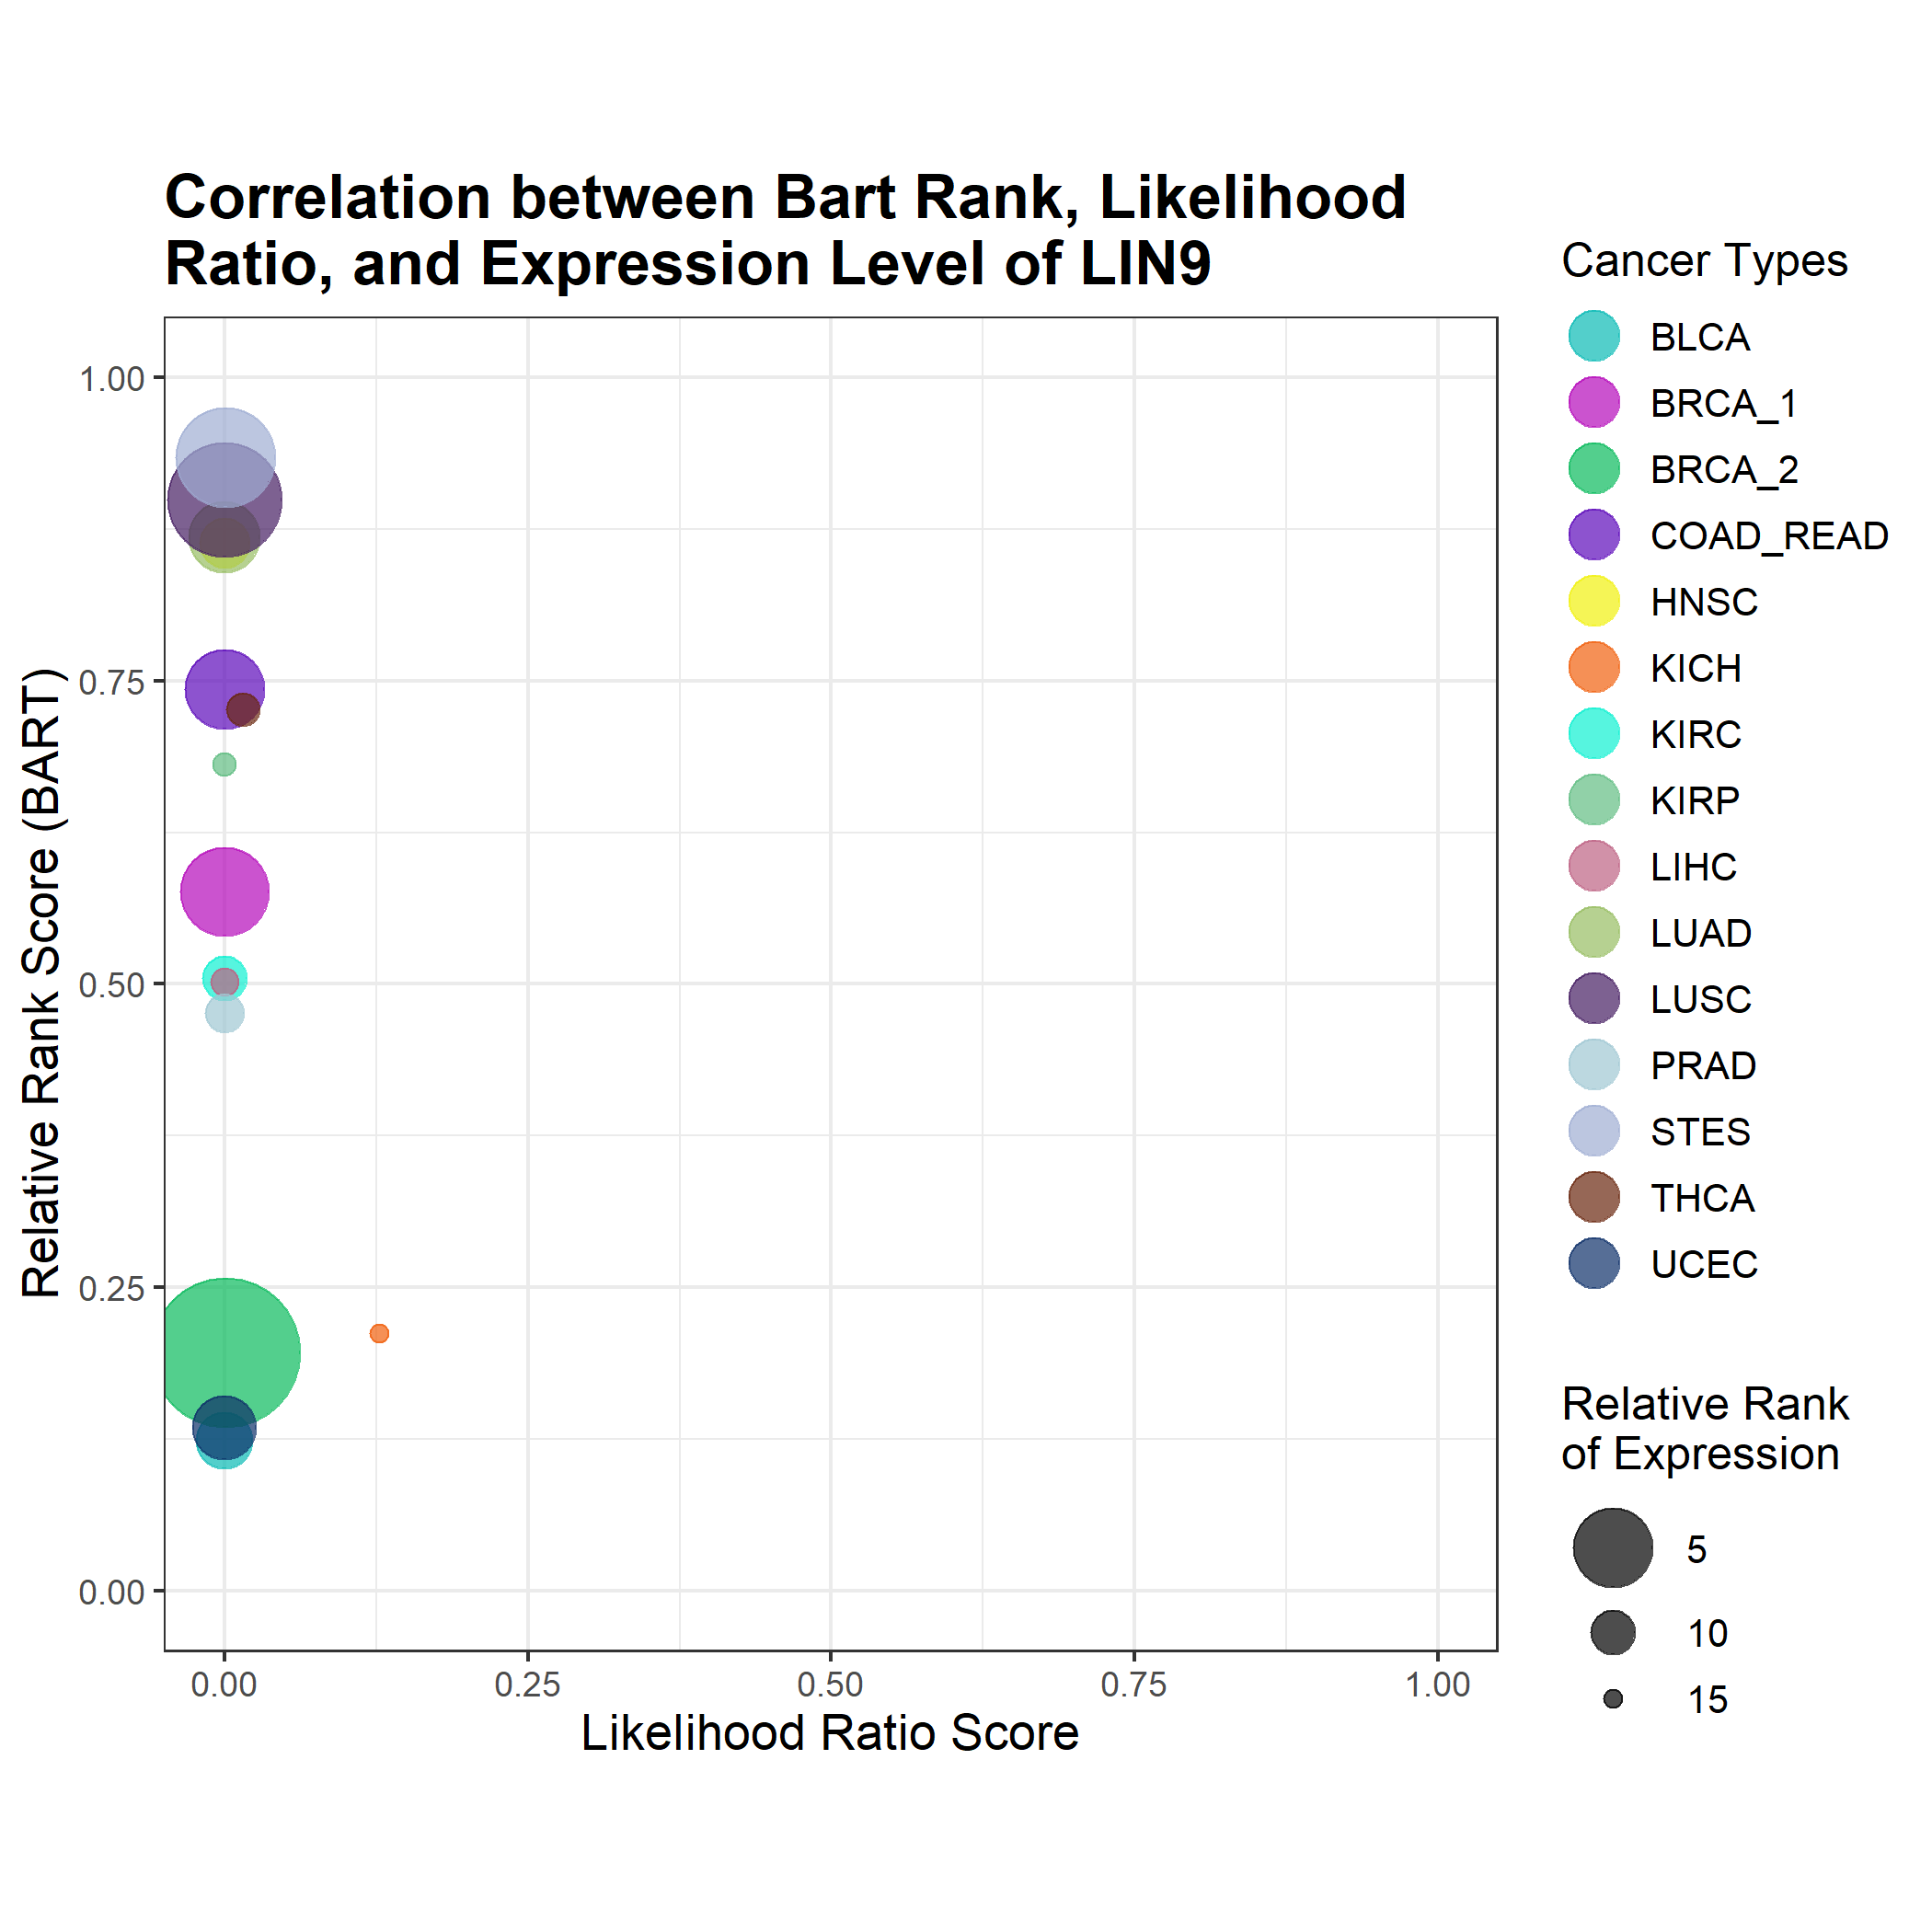 Correlation between Bart Rank, Likelihood
Ratio, and Expression Level of LIN9
Relative Rank Score (BART)
1.00
0.75
0.50
0.25
0.00
0.00
0.25
0.50
0.75
1.00
Likelihood Ratio Score
Cancer Types
BLCA
BRCA_1
BRCA_2
COAD_READ
HNSC
KICH
KIRC
KIRP
LIHC
LUAD
LUSC
PRAD
STES
THCA
UCEC
Relative Rank
of Expression
5
10
15